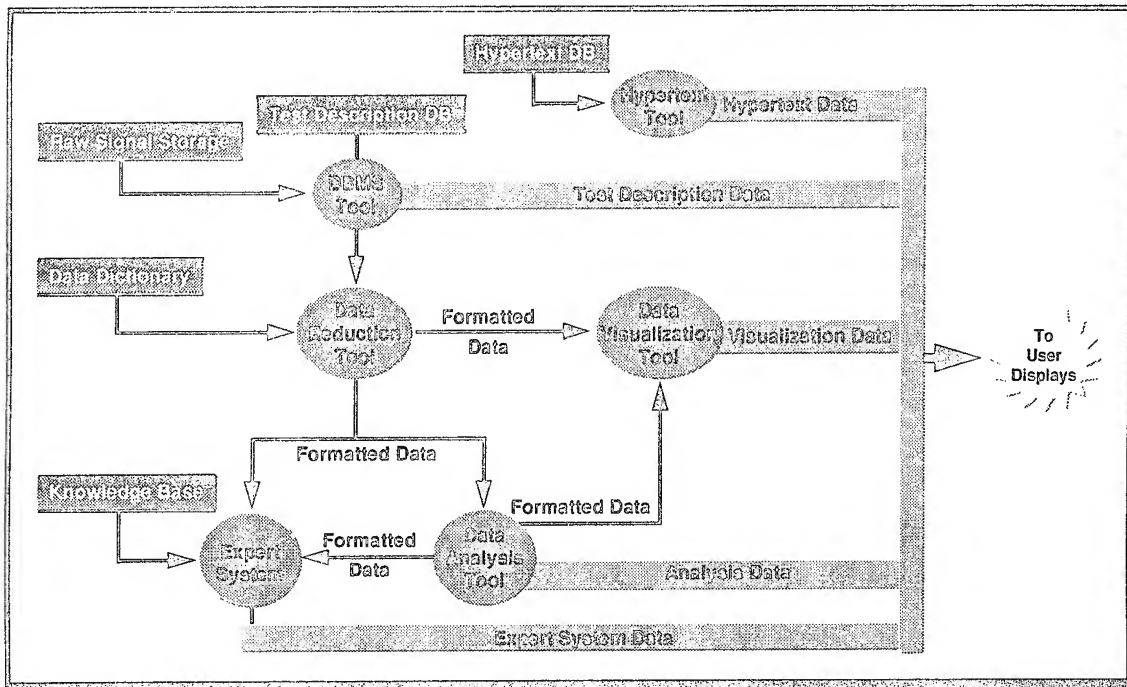 Hypertext DB
Hypertext
Tool
Hypertext Data
Test Description DB
Raw Signal Storage
DBMS
Tool
Test Description Data
Data Dictionary
Data
Reduction
Tool
Formatted
Data
Data
Visualization
Tool
Visualization Data
To
User
Displays
Formatted Data
Knowledge Base
Formatted Data
Expert
System
Formatted
Data
Data
Analysis
Tool
Analysis Data
Expert System Data